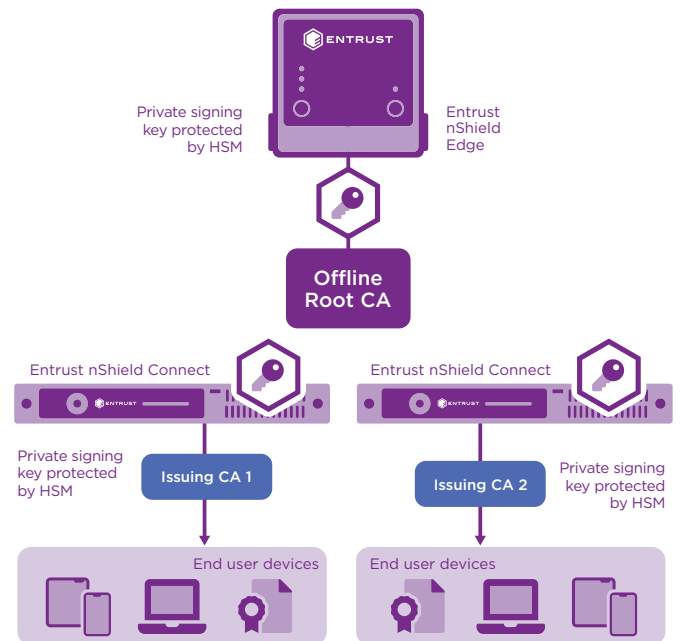 ENTRUST
Private signing
key protected
by HSM
Entrust
nShield
Edge
Offline
Root CA
Entrust nShield Connect
Entrust nShield Connect
ENTRUST
ENTRUST
Private signing
key protected
by HSM
Issuing CA 1
Issuing CA 2
Private signing
key protected
by HSM
End user devices
End user devices